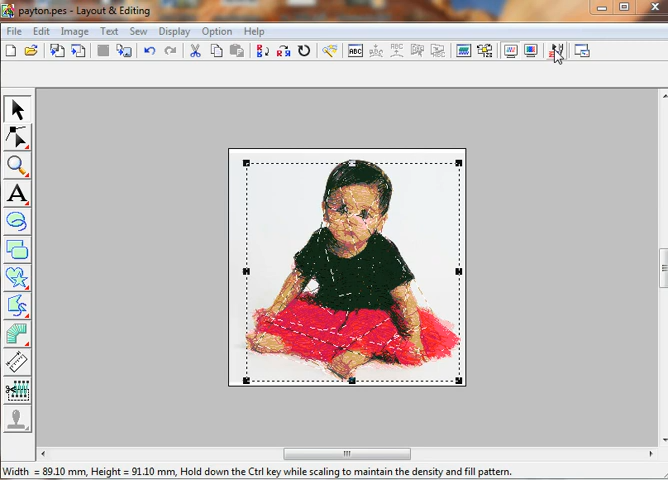 payton.pes - Layout & Editing
File Edit Image Text Sew Display Option Help
ABC
A
Width = 89.10 mm, Height = 91.10 mm, Hold down the Ctrl key while scaling to maintain the density and fill pattern.